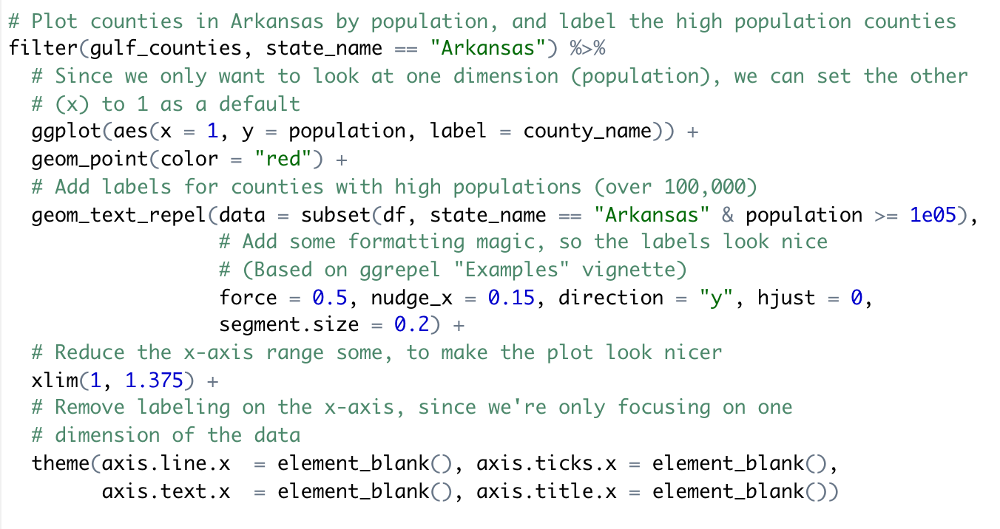 # Plot counties in Arkansas by population, and label the high population counties
filter(gulf_counties, state_name == "Arkansas") %>%
  # Since we only want to look at one dimension (population), we can set the other
  # (x) to 1 as a default
  ggplot(aes(x = 1, y = population, label = county_name)) +
  geom_point(color = "red") +
  # Add labels for counties with high populations (over 100,000)
  geom_text_repel(data = subset(df, state_name == "Arkansas" & population >= 1e05),
                  # Add some formatting magic, so the labels look nice
                  # (Based on ggrepel "Examples" vignette)
                  force = 0.5, nudge_x = 0.15, direction = "y", hjust = 0,
                  segment.size = 0.2) +
  # Reduce the x-axis range some, to make the plot look nicer
  xlim(1, 1.375) +
  # Remove labeling on the x-axis, since we're only focusing on one
  # dimension of the data
  theme(axis.line.x  = element_blank(), axis.ticks.x = element_blank(),
        axis.text.x  = element_blank(), axis.title.x = element_blank())